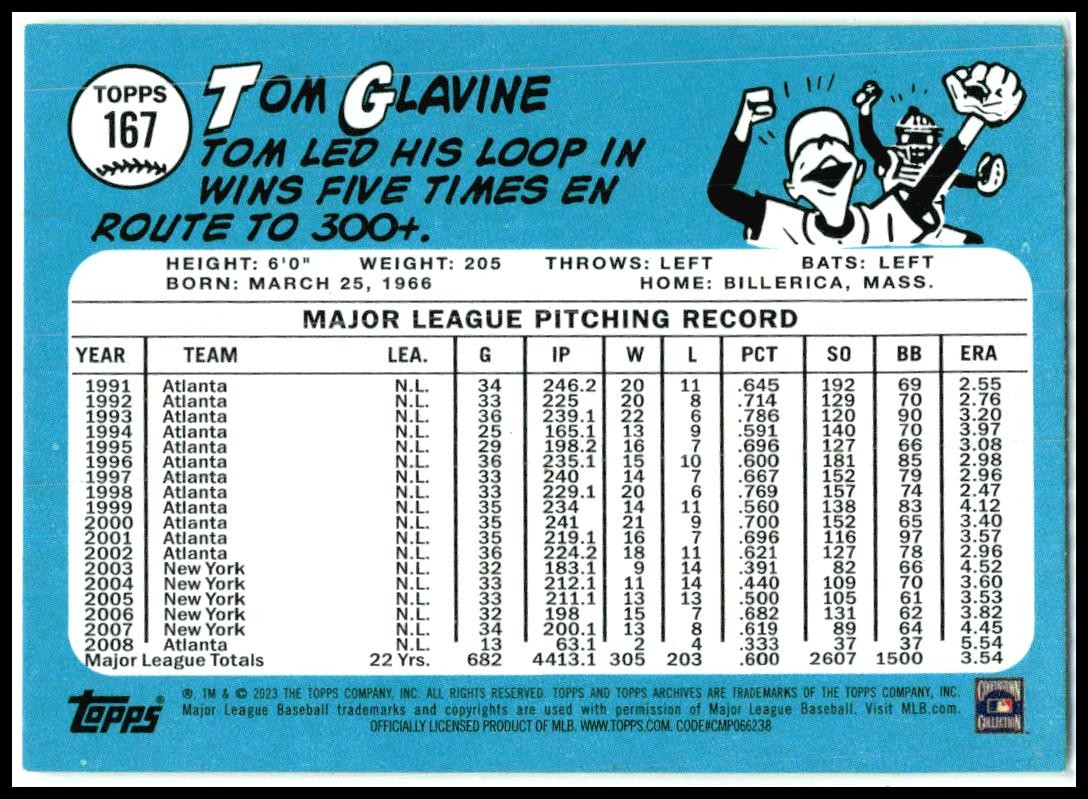 TOPPS
167
TOM GLAVINE
TOM LED HIS LOOP IN
WINS FIVE TIMES EN
ROUTE TO 300+.
HEIGHT: 6'0" WEIGHT: 205 THROWS: LEFT BATS: LEFT
BORN: MARCH 25, 1966 HOME: BILLERICA, MASS.
MAJOR LEAGUE PITCHING RECORD
YEAR TEAM LEA. G IP W L PCT SO BB ERA
1991 Atlanta N.L. 34 246.2 20 11 .645 192 69 2.55
1992 Atlanta N.L. 33 225 20 8 .714 129 70 2.76
1993 Atlanta N.L. 36 239.1 22 6 .786 120 90 3.20
1994 Atlanta N.L. 25 165.1 13 9 .591 140 70 3.97
1995 Atlanta N.L. 29 198.2 16 7 .696 127 66 3.08
1996 Atlanta N.L. 36 235.1 15 10 .600 181 85 2.98
1997 Atlanta N.L. 33 240 14 7 .667 152 79 2.96
1998 Atlanta N.L. 33 229.1 20 6 .769 157 74 2.47
1999 Atlanta N.L. 35 234 14 11 .560 138 83 4.12
2000 Atlanta N.L. 35 241 21 9 .700 152 65 3.40
2001 Atlanta N.L. 35 219.1 16 7 .696 116 97 3.57
2002 Atlanta N.L. 36 224.2 18 11 .621 127 78 2.96
2003 New York N.L. 32 183.1 9 14 .391 82 66 4.52
2004 New York N.L. 33 212.1 11 14 .440 109 70 3.60
2005 New York N.L. 33 211.1 13 13 .500 105 61 3.53
2006 New York N.L. 32 198 15 7 .682 131 62 3.82
2007 New York N.L. 34 200.1 13 8 .619 89 64 4.45
2008 Atlanta N.L. 13 63.1 2 4 .333 37 37 5.54
Major League Totals 22 Yrs. 682 4413.1 305 203 .600 2607 1500 3.54
topps®
®, TM & © 2023 THE TOPPS COMPANY, INC. ALL RIGHTS RESERVED. TOPPS AND TOPPS ARCHIVES ARE TRADEMARKS OF THE TOPPS COMPANY, INC.
Major League Baseball trademarks and copyrights are used with permission of Major League Baseball. Visit MLB.com.
OFFICIALLY LICENSED PRODUCT OF MLB. WWW.TOPPS.COM. CODE#CMP066238
COOPERSTOWN
COLLECTION